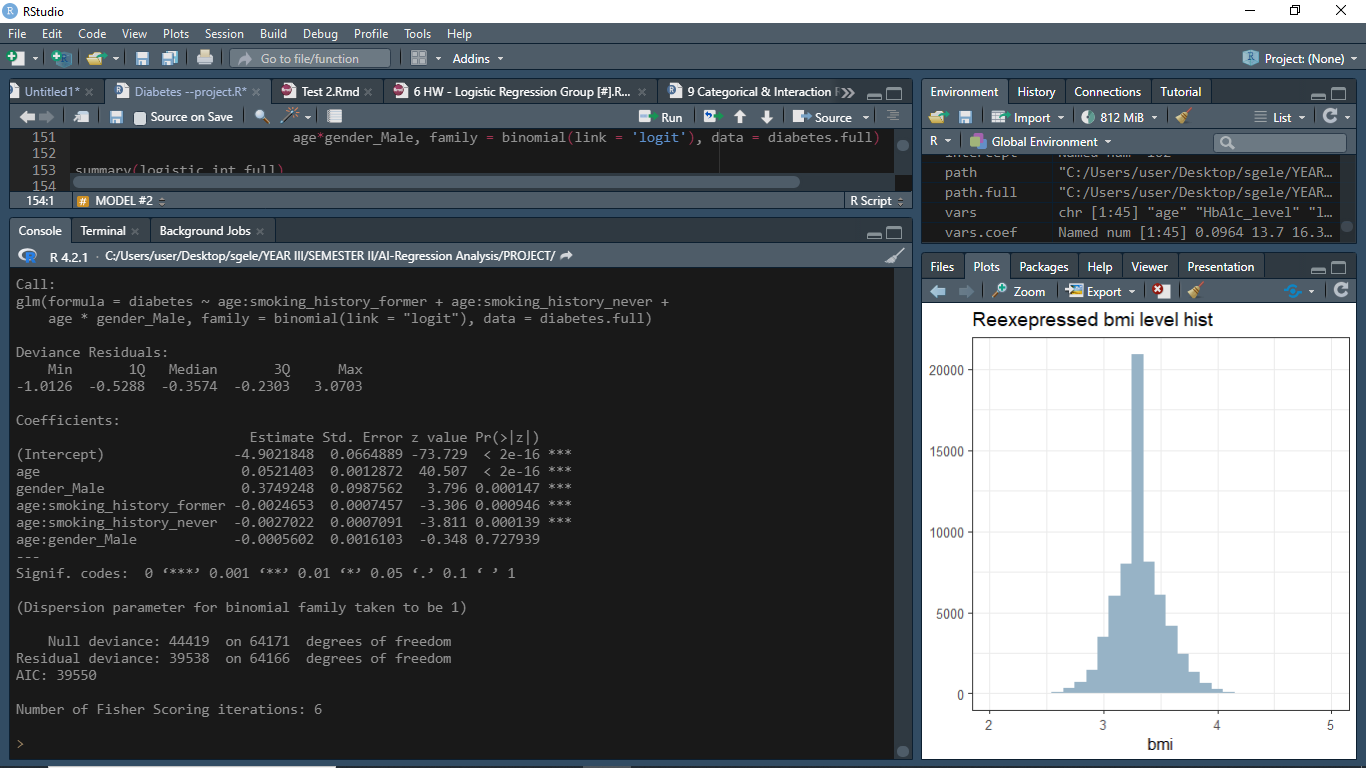 RStudio
File Edit Code View Plots Session Build Debug Profile Tools Help
Go to file/function Addins Project: (None)
Untitled1* Diabetes --project.R* Test 2.Rmd 6 HW - Logistic Regression Group [#].R... 9 Categorical & Interaction
Source on Save Run Source
151 age*gender_Male, family = binomial(link = 'logit'), data = diabetes.full)
152
153 summary(logistic_int_full)
154
154:1 # MODEL #2 R Script
Console Terminal Background Jobs
R 4.2.1 · C:/Users/user/Desktop/sgele/YEAR III/SEMESTER II/AI-Regression Analysis/PROJECT/
Call:
glm(formula = diabetes ~ age:smoking_history_former + age:smoking_history_never +
age * gender_Male, family = binomial(link = "logit"), data = diabetes.full)
Deviance Residuals:
Min 1Q Median 3Q Max
-1.0126 -0.5288 -0.3574 -0.2303 3.0703
Coefficients:
Estimate Std. Error z value Pr(>|z|)
(Intercept) -4.9021848 0.0664889 -73.729 < 2e-16 ***
age 0.0521403 0.0012872 40.507 < 2e-16 ***
gender_Male 0.3749248 0.0987562 3.796 0.000147 ***
age:smoking_history_former -0.0024653 0.0007457 -3.306 0.000946 ***
age:smoking_history_never -0.0027022 0.0007091 -3.811 0.000139 ***
age:gender_Male -0.0005602 0.0016103 -0.348 0.727939
---
Signif. codes: 0 ‘***’ 0.001 ‘**’ 0.01 ‘*’ 0.05 ‘.’ 0.1 ‘ ’ 1
(Dispersion parameter for binomial family taken to be 1)
Null deviance: 44419 on 64171 degrees of freedom
Residual deviance: 39538 on 64166 degrees of freedom
AIC: 39550
Number of Fisher Scoring iterations: 6
>
Environment History Connections Tutorial
Import 812 MiB List
R Global Environment
path "C:/Users/user/Desktop/sgele/YEAR…
path.full "C:/Users/user/Desktop/sgele/YEAR…
vars chr [1:45] "age" "HbA1c_level" "l…
vars.coef Named num [1:45] 0.0964 13.7 16.3…
Files Plots Packages Help Viewer Presentation
Zoom Export
Reexepressed bmi level hist
20000
15000
10000
5000
0
2 3 4 5
bmi